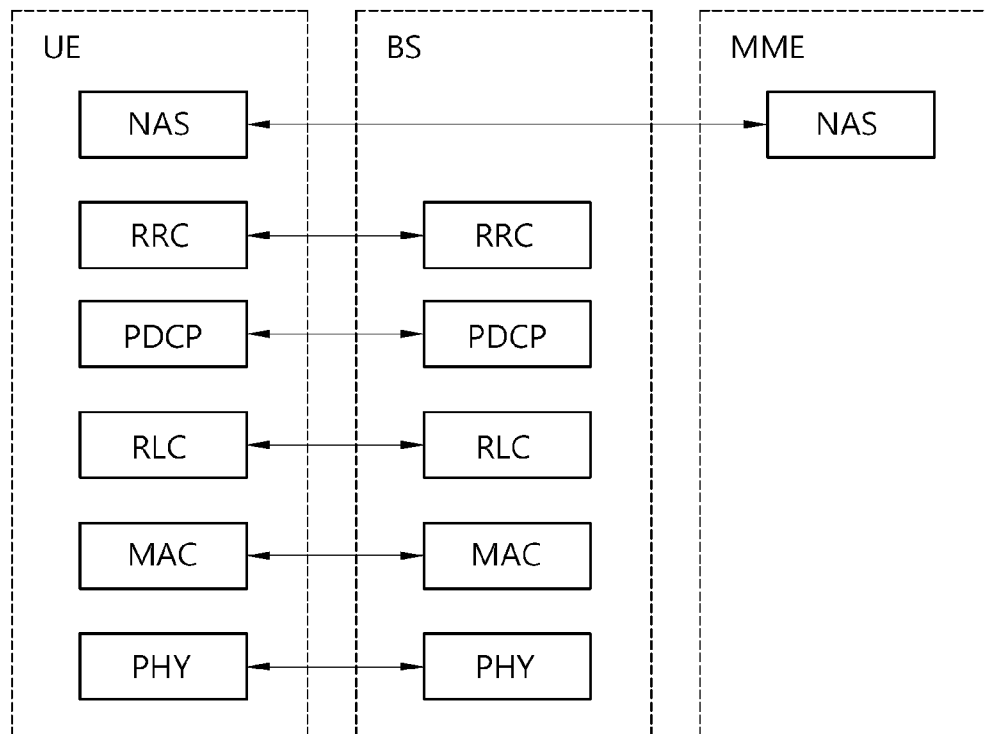 UE BS MME
NAS NAS
RRC RRC
PDCP PDCP
RLC RLC
MAC MAC
PHY PHY